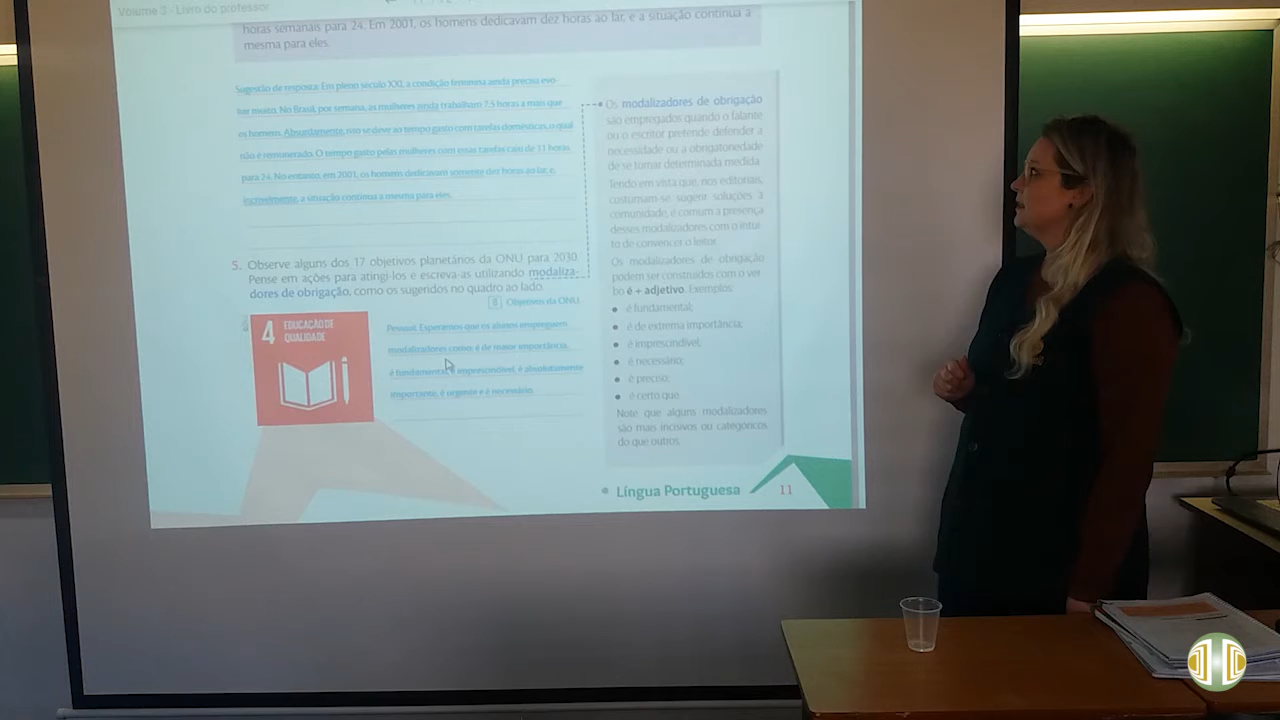 Volume 3 - Livro do professor
horas semanais para 24. Em 2001, os homens dedicavam dez horas ao lar, e a situação continua a
mesma para eles.
Sugestão de resposta: Em pleno século XXI, a condição feminina ainda precisa evo-
luir muito. No Brasil, por semana, as mulheres ainda trabalham 7,5 horas a mais que
os homens. Absurdamente, isso se deve ao tempo gasto com tarefas domésticas, o qual
não é remunerado. O tempo gasto pelas mulheres com essas tarefas caiu de 31 horas
para 24. No entanto, em 2001, os homens dedicavam somente dez horas ao lar, e,
incrivelmente, a situação continua a mesma para eles.
5. Observe alguns dos 17 objetivos planetários da ONU para 2030.
Pense em ações para atingi-los e escreva-as utilizando modaliza-
dores de obrigação, como os sugeridos no quadro ao lado.
8 Objetivos da ONU.
4 EDUCAÇÃO DE
QUALIDADE
Pessoal. Esperamos que os alunos empreguem
modalizadores como: é de maior importância,
é fundamental, é imprescindível, é absolutamente
importante, é urgente e é necessário.
Os modalizadores de obrigação
são empregados quando o falante
ou o escritor pretende defender a
necessidade ou a obrigatoriedade
de se tomar determinada medida.
Tendo em vista que, nos editoriais,
costumam-se sugerir soluções à
comunidade, é comum a presença
desses modalizadores com o intui-
to de convencer o leitor.
Os modalizadores de obrigação
podem ser construídos com o ver-
bo é + adjetivo. Exemplos:
• é fundamental;
• é de extrema importância;
• é imprescindível;
• é necessário;
• é preciso;
• é certo que.
Note que alguns modalizadores
são mais incisivos ou categóricos
do que outros.
Língua Portuguesa 11